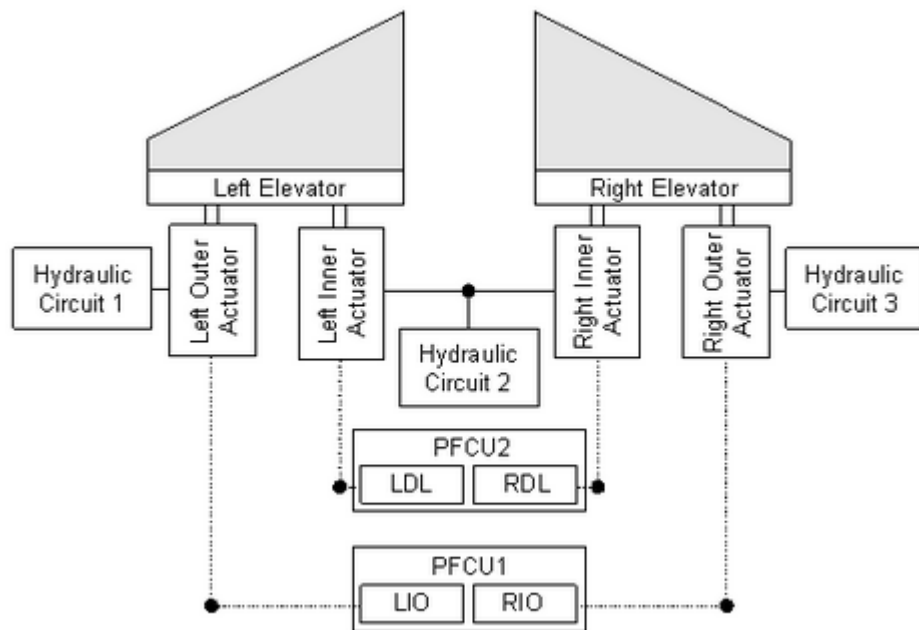 Left Elevator
Right Elevator
Hydraulic
Circuit 1
Left Outer
Actuator
Left Inner
Actuator
Hydraulic
Circuit 2
Right Inner
Actuator
Right Outer
Actuator
Hydraulic
Circuit 3
PFCU2
LDL
RDL
PFCU1
LIO
RIO